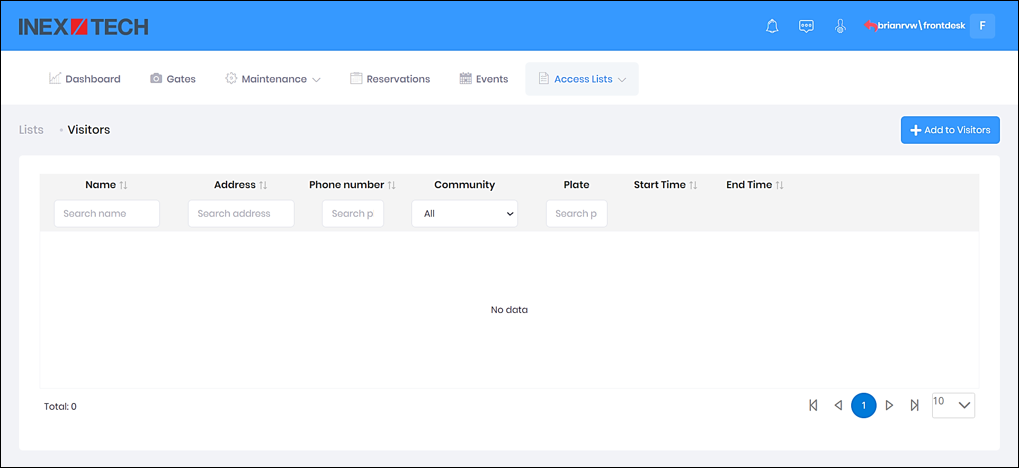 INEX TECH
brianrvw\frontdesk F
Dashboard Gates Maintenance Reservations Events Access Lists
Lists • Visitors
Add to Visitors
Name Address Phone number Community Plate Start Time End Time
Search name Search address Search p All Search p
No data
Total: 0
1
10